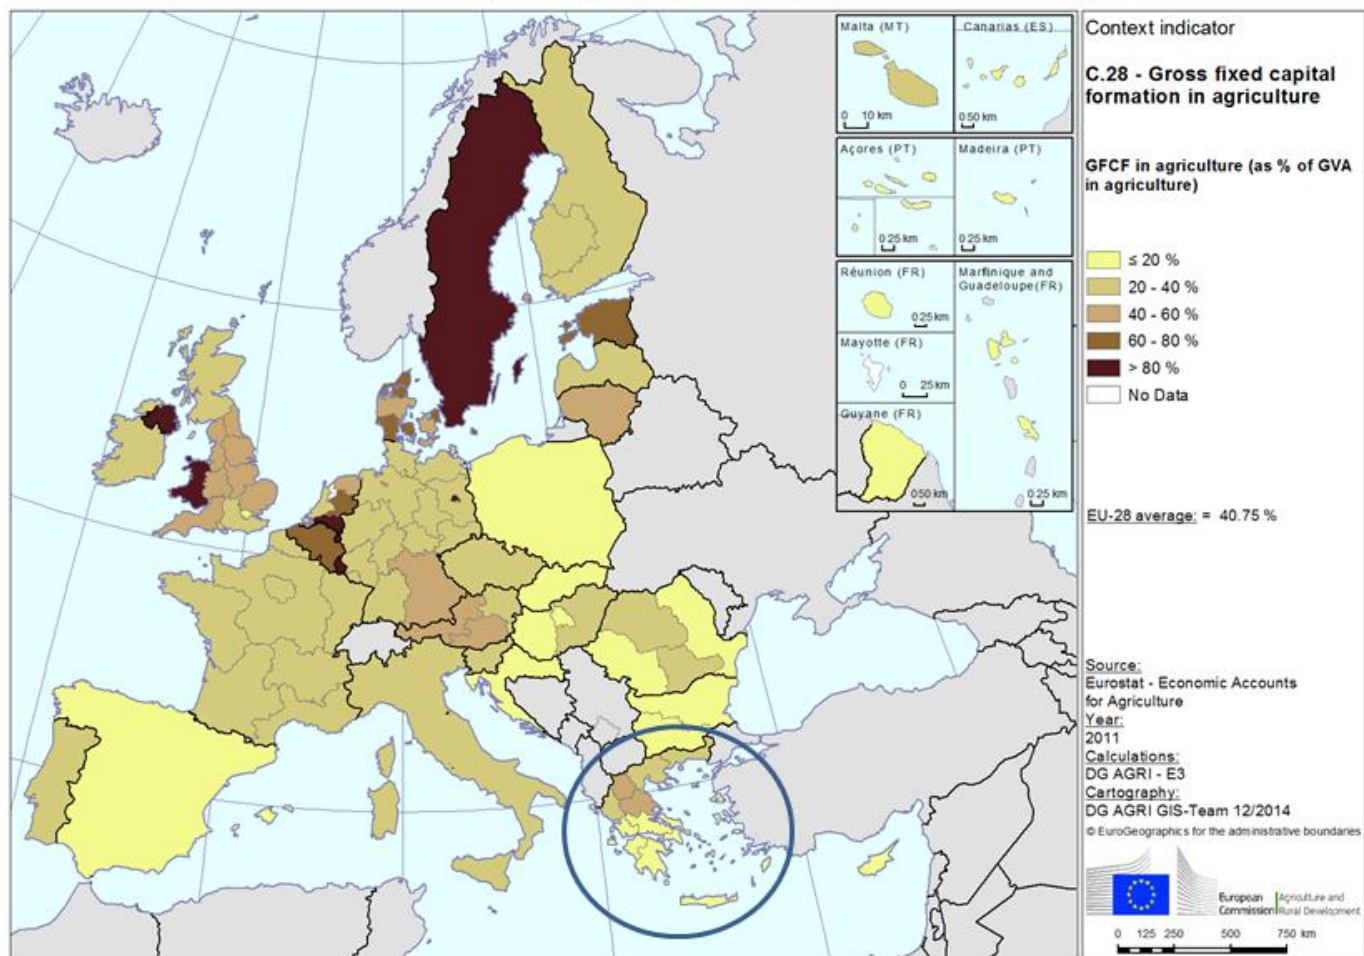 Malta (MT)
0 10 km
Canarias (ES)
0 50 km
Açores (PT)
0 25 km
Madeira (PT)
0 25 km
Réunion (FR)
0 25 km
Martinique and
Guadeloupe(FR)
0 25 km
Mayotte (FR)
0 25 km
Guyane (FR)
0 50 km
Context indicator
C.28 - Gross fixed capital
formation in agriculture
GFCF in agriculture (as % of GVA
in agriculture)
≤ 20 %
20 - 40 %
40 - 60 %
60 - 80 %
> 80 %
No Data
EU-28 average: = 40.75 %
Source:
Eurostat - Economic Accounts
for Agriculture
Year:
2011
Calculations:
DG AGRI - E3
Cartography:
DG AGRI GIS-Team 12/2014
© EuroGeographics for the administrative boundaries
European
Commission
Agriculture and
Rural Development
0 125 250 500 750 km